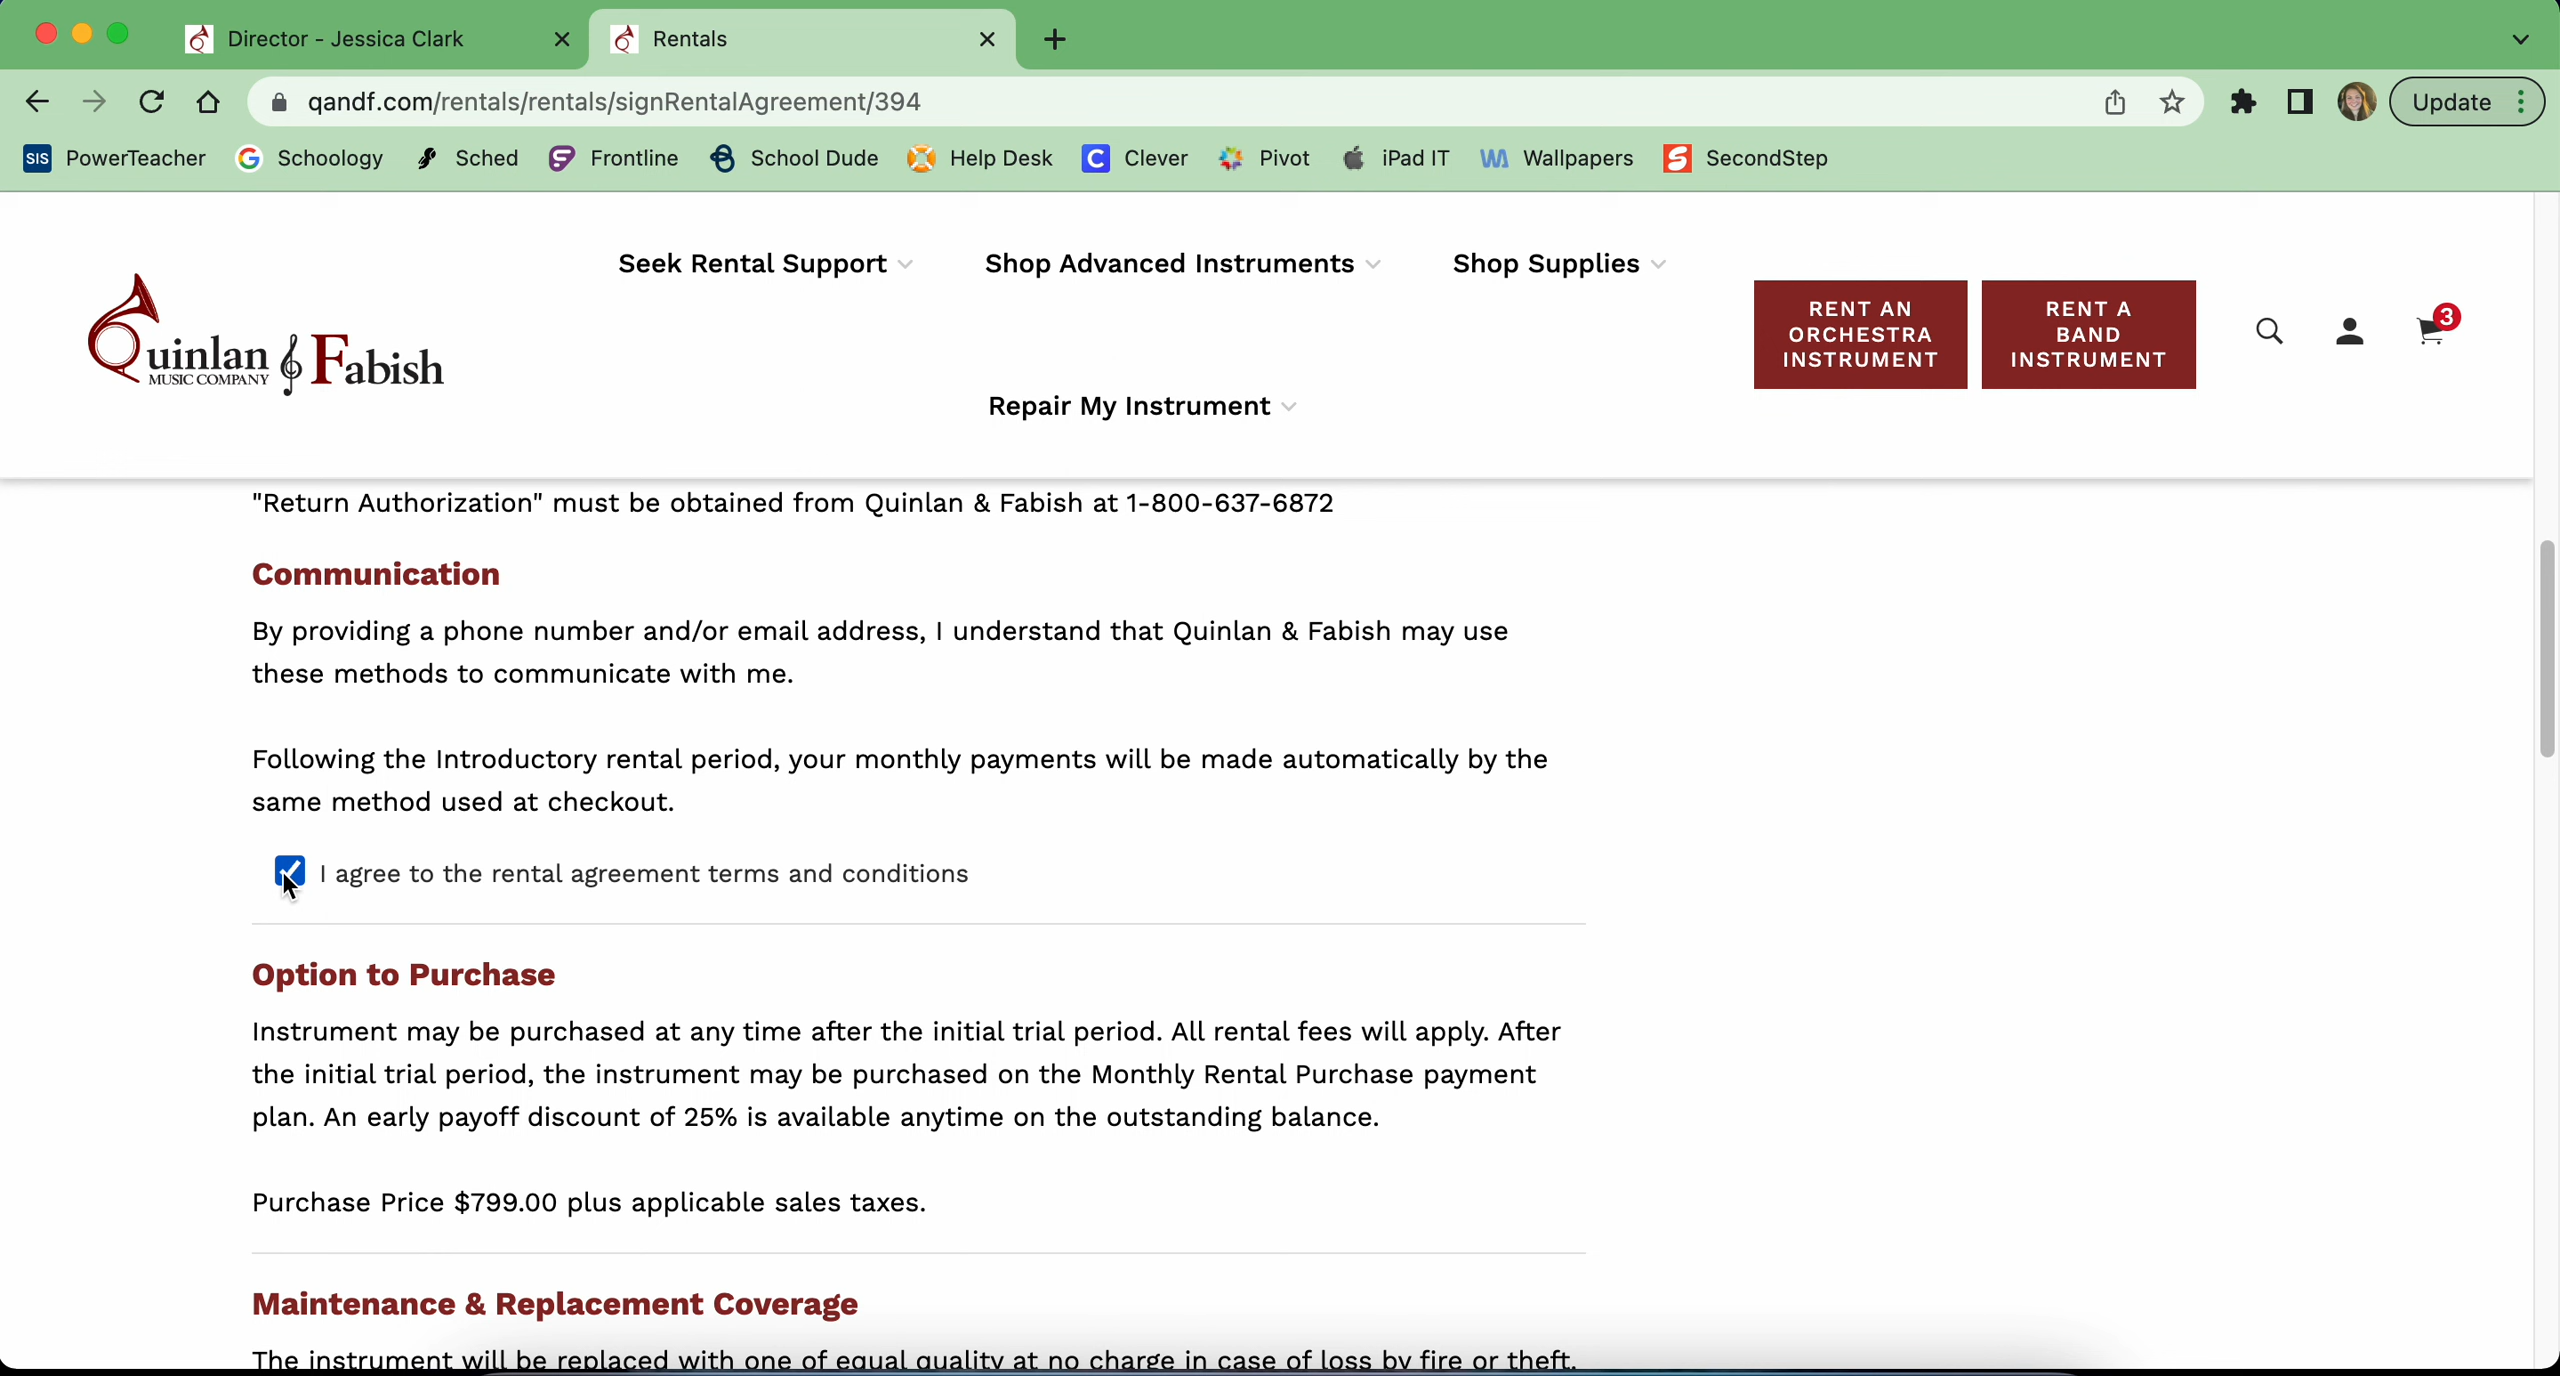 Director - Jessica Clark
Rentals
qandf.com/rentals/rentals/signRentalAgreement/394
Update
SIS PowerTeacher
Schoology
Sched
Frontline
School Dude
Help Desk
Clever
Pivot
iPad IT
Wallpapers
SecondStep
Quinlan & Fabish
MUSIC COMPANY
Seek Rental Support
Shop Advanced Instruments
Shop Supplies
Repair My Instrument
RENT AN
ORCHESTRA
INSTRUMENT
RENT A
BAND
INSTRUMENT
3
"Return Authorization" must be obtained from Quinlan & Fabish at 1-800-637-6872
Communication
By providing a phone number and/or email address, I understand that Quinlan & Fabish may use
these methods to communicate with me.
Following the Introductory rental period, your monthly payments will be made automatically by the
same method used at checkout.
I agree to the rental agreement terms and conditions
Option to Purchase
Instrument may be purchased at any time after the initial trial period. All rental fees will apply. After
the initial trial period, the instrument may be purchased on the Monthly Rental Purchase payment
plan. An early payoff discount of 25% is available anytime on the outstanding balance.
Purchase Price $799.00 plus applicable sales taxes.
Maintenance & Replacement Coverage
The instrument will be replaced with one of equal quality at no charge in case of loss by fire or theft.